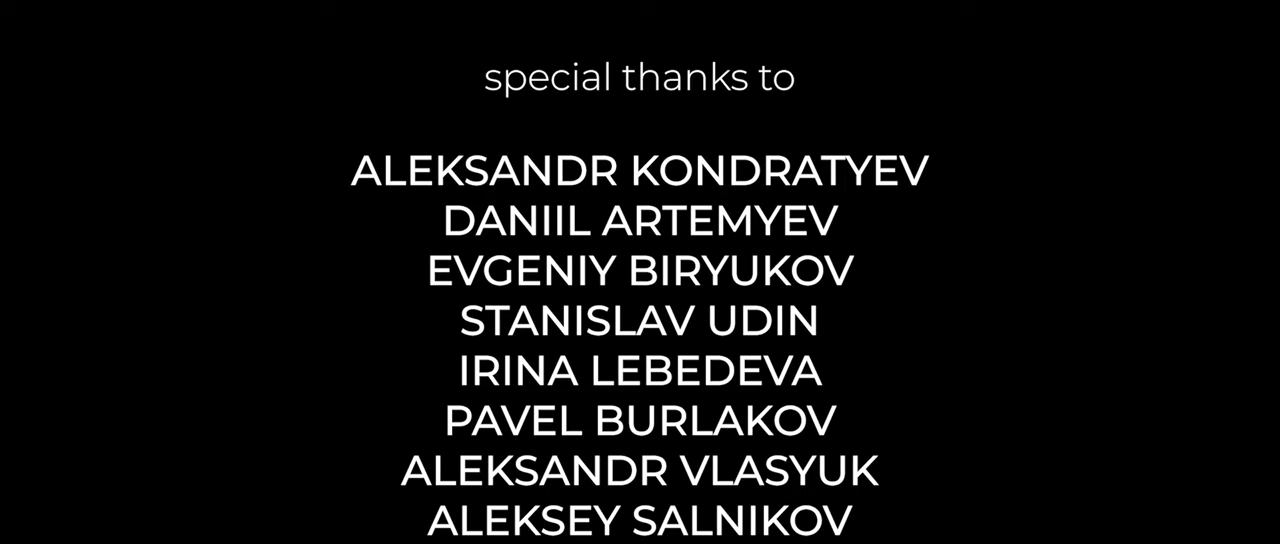 special thanks to
ALEKSANDR KONDRATYEV
DANIIL ARTEMYEV
EVGENIY BIRYUKOV
STANISLAV UDIN
IRINA LEBEDEVA
PAVEL BURLAKOV
ALEKSANDR VLASYUK
ALEKSEY SALNIKOV